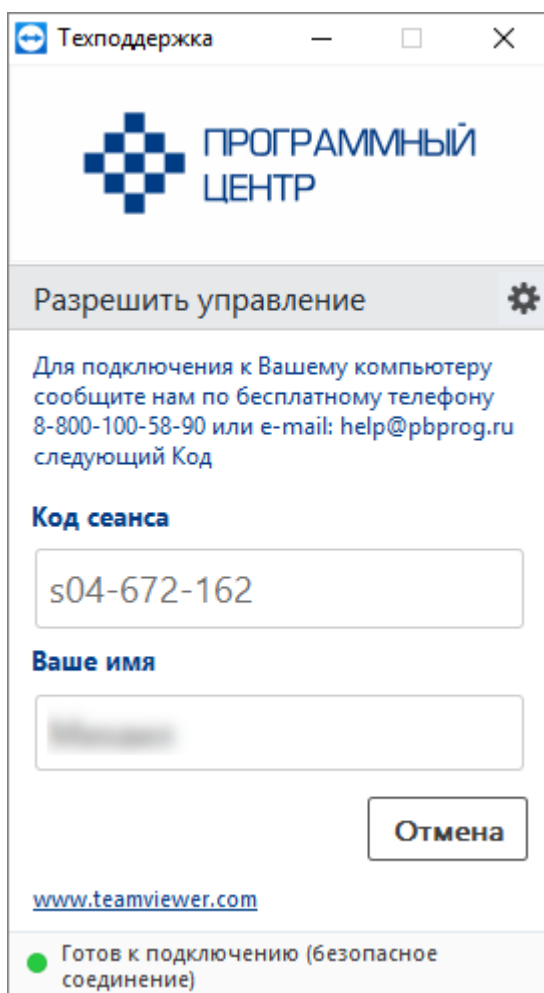 Техподдержка
ПРОГРАММНЫЙ
ЦЕНТР
Разрешить управление
Для подключения к Вашему компьютеру
сообщите нам по бесплатному телефону
8-800-100-58-90 или e-mail: help@pbprog.ru
следующий Код
Код сеанса
s04-672-162
Ваше имя
Отмена
www.teamviewer.com
Готов к подключению (безопасное
соединение)